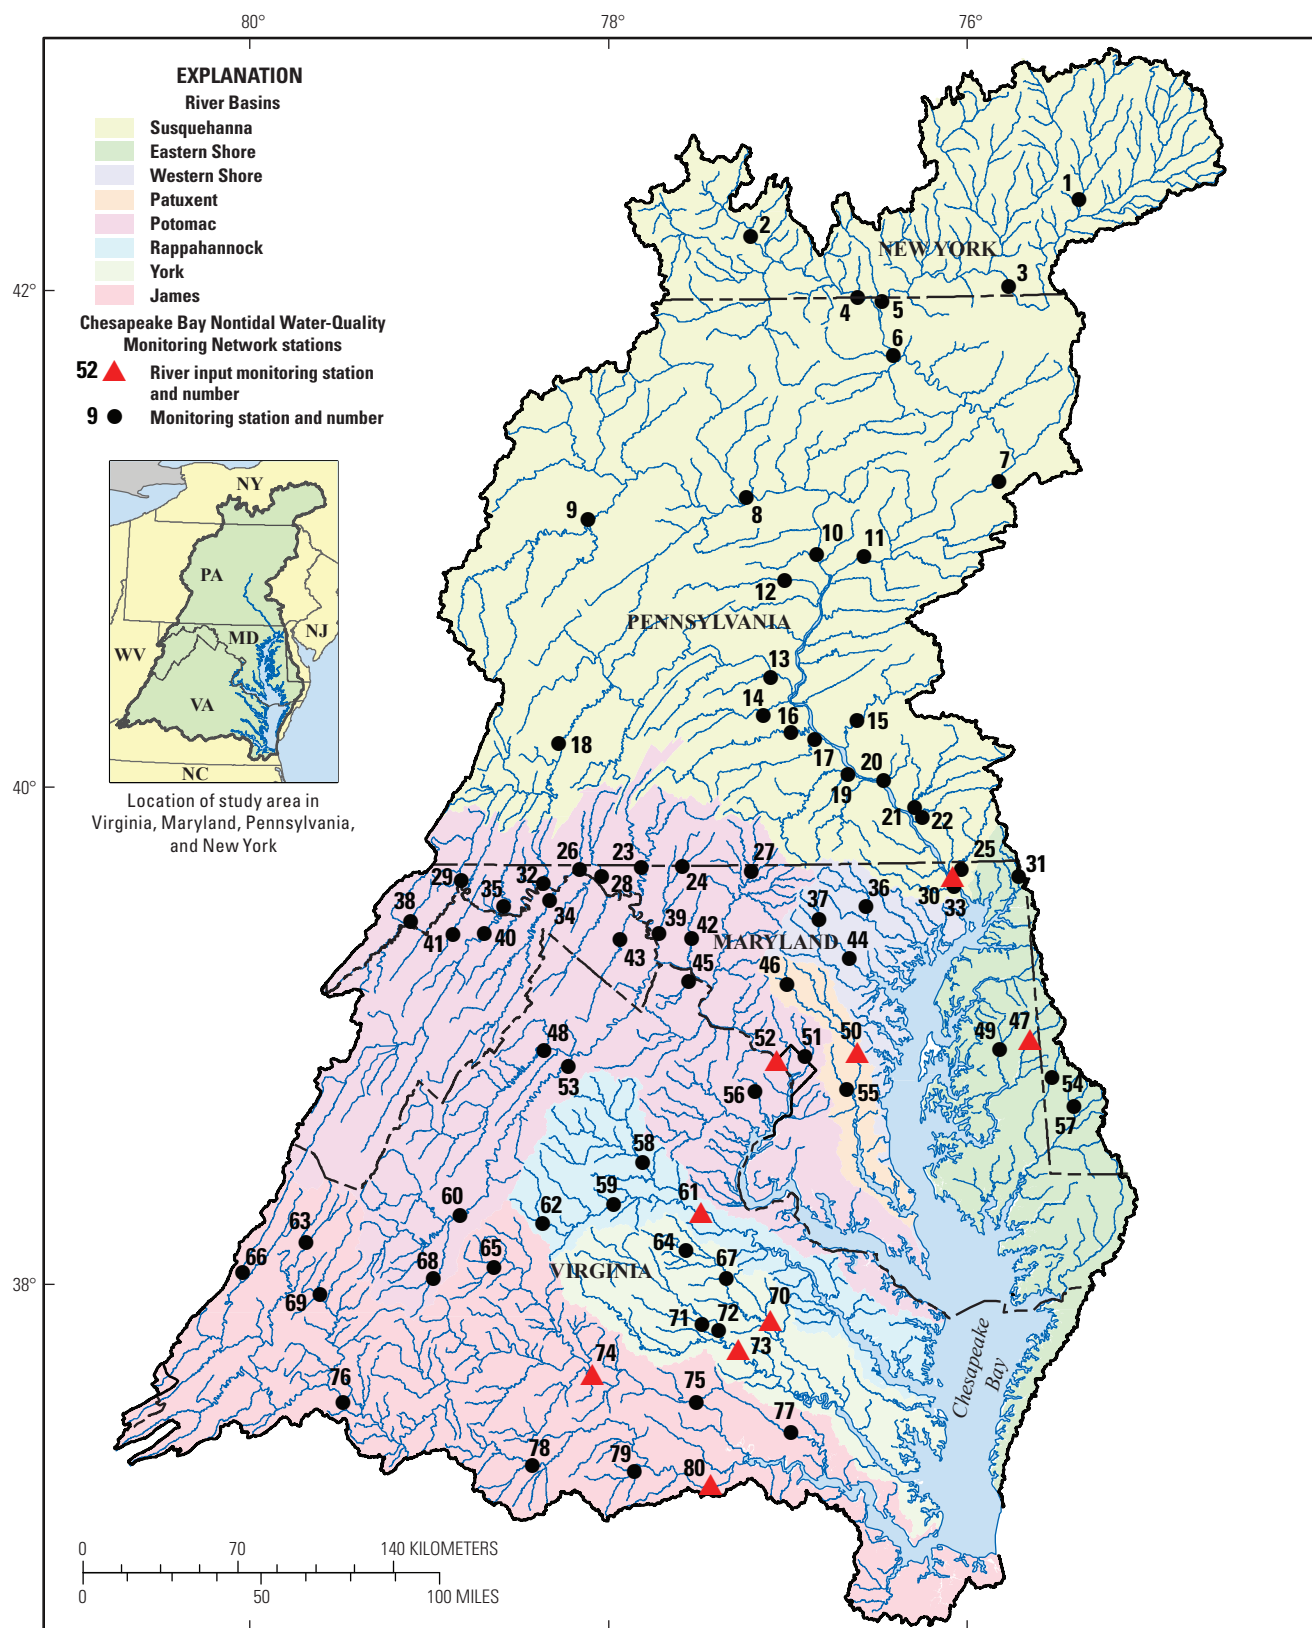 80°
78°
76°
EXPLANATION
River Basins
Susquehanna
Eastern Shore
Western Shore
Patuxent
Potomac
Rappahannock
York
James
Chesapeake Bay Nontidal Water-Quality
Monitoring Network stations
52
River input monitoring station
and number
9
Monitoring station and number
NY
PA
NJ
MD
WV
VA
NC
Location of study area in
Virginia, Maryland, Pennsylvania,
and New York
42°
40°
38°
1
2
NEW YORK
3
4
5
6
7
8
9
10
11
12
PENNSYLVANIA
13
14
16
15
17
18
19
20
21
22
23
24
25
26
27
28
29
30
31
32
33
34
35
36
37
38
39
40
41
42
MARYLAND
43
44
45
46
47
48
49
50
51
52
53
54
55
56
57
58
59
60
61
62
63
64
65
66
VIRGINIA
67
68
69
70
71
72
73
74
75
76
77
78
79
80
Chesapeake
Bay
0
70
140 KILOMETERS
0
50
100 MILES